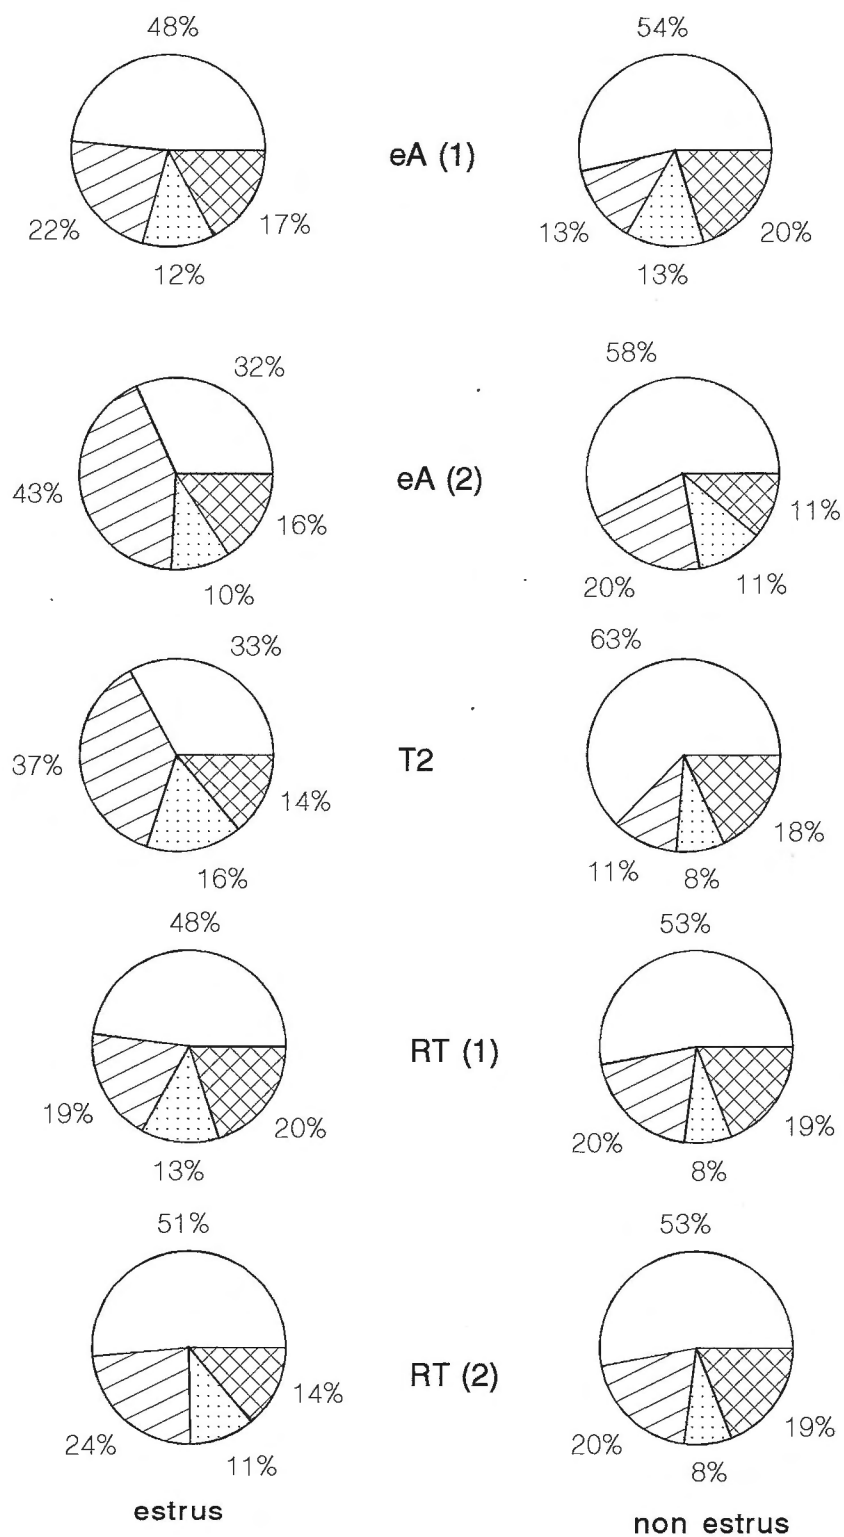 48% 54%
eA (1)
22% 17% 13% 20%
12% 13%
32% 58%
eA (2)
43% 16% 11%
10% 20% 11%
33% 63%
37% T2
14% 18%
16% 11% 8%
48% 53%
RT (1)
19% 20% 20% 19%
13% 8%
51% 53%
RT (2)
14% 19%
24% 11% 20% 8%
estrus non estrus